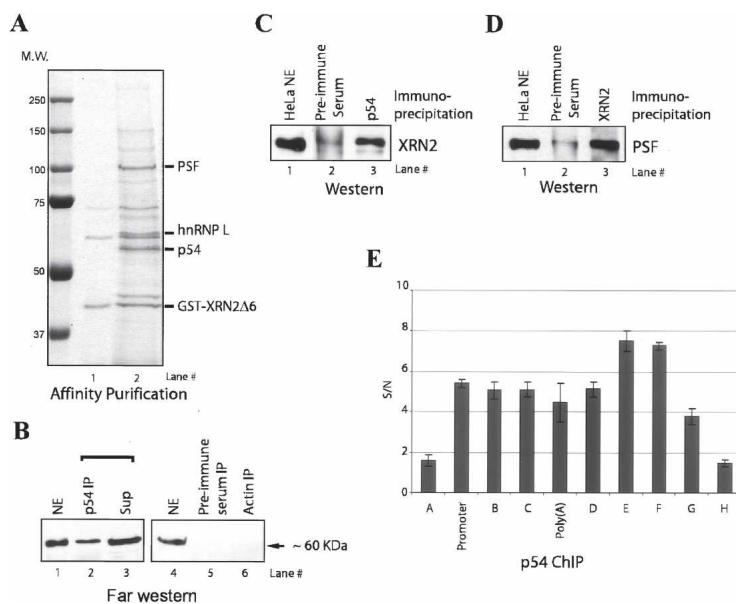 A
M.W.
250
150
100
75
50
37
PSF
hnRNP L
p54
GST-XRN2Δ6
1 2 Lane #
Affinity Purification
B
NE
p54 IP
Sup
NE
Pre-immune
serum IP
Actin IP
~ 60 KDa
1 2 3 4 5 6 Lane #
Far western
C
HeLa NE
Pre-immune
Serum
p54
Immuno-
precipitation
XRN2
1 2 3 Lane #
Western
D
HeLa NE
Pre-immune
Serum
XRN2
Immuno-
precipitation
PSF
1 2 3 Lane #
Western
E
10
8
6
4
2
0
S/N
A Promoter B C Poly(A) D E F G H
p54 ChIP